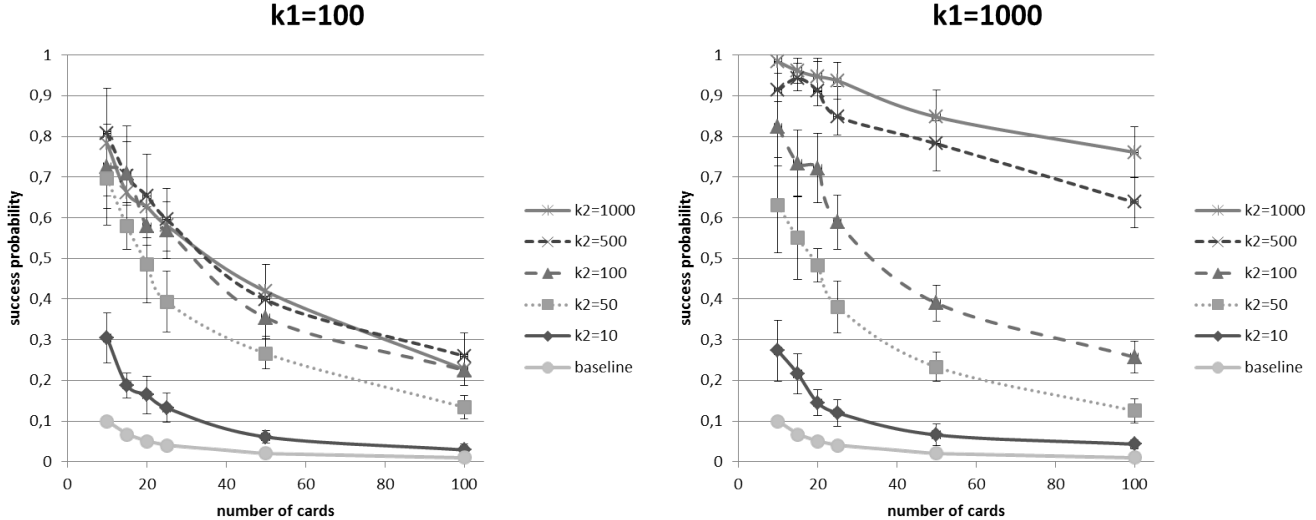 k1=100
1
0,9
0,8
0,7
0,6
0,5
0,4
0,3
0,2
0,1
0
success probability
0 20 40 60 80 100
number of cards
k2=1000
k2=500
k2=100
k2=50
k2=10
baseline
k1=1000
1
0,9
0,8
0,7
0,6
0,5
0,4
0,3
0,2
0,1
0
success probability
0 20 40 60 80 100
number of cards
k2=1000
k2=500
k2=100
k2=50
k2=10
baseline